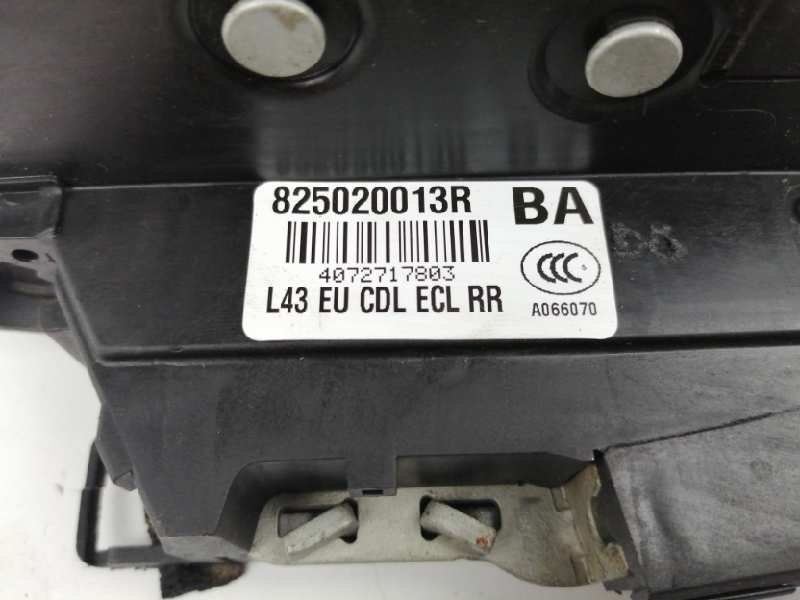 825020013R BA
4072717803
CCC
L43 EU CDL ECL RR
A066070